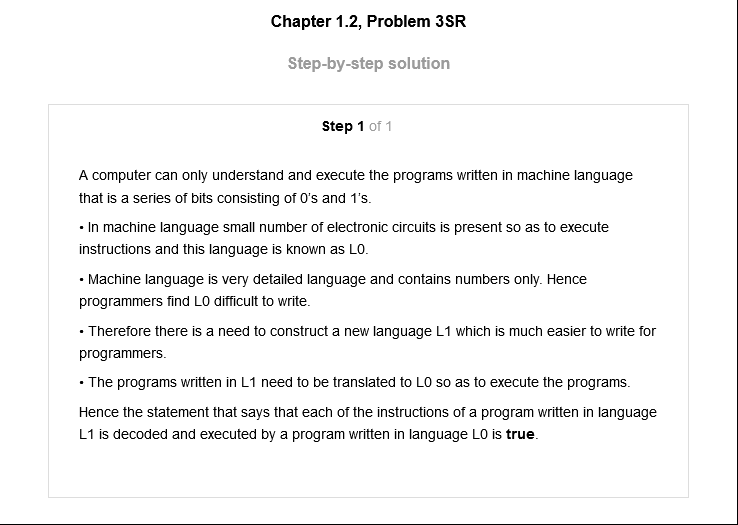 Chapter 1.2, Problem 3SR
Step-by-step solution
Step 1 of 1
A computer can only understand and execute the programs written in machine language
that is a series of bits consisting of 0's and 1's.
• In machine language small number of electronic circuits is present so as to execute
instructions and this language is known as L0.
• Machine language is very detailed language and contains numbers only. Hence
programmers find L0 difficult to write.
• Therefore there is a need to construct a new language L1 which is much easier to write for
programmers.
• The programs written in L1 need to be translated to L0 so as to execute the programs.
Hence the statement that says that each of the instructions of a program written in language
L1 is decoded and executed by a program written in language L0 is true.